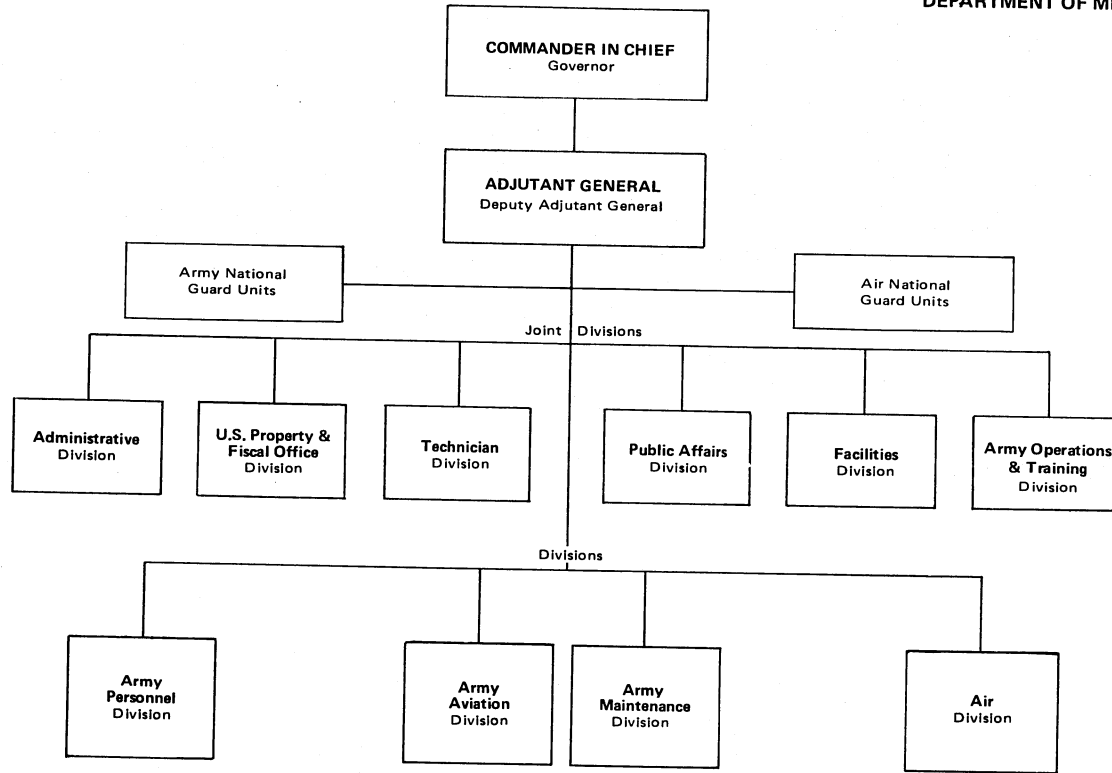 DEPARTMENT OF
COMMANDER IN CHIEF
Governor
ADJUTANT GENERAL
Deputy Adjutant General
Army National
Guard Units
Air National
Guard Units
Joint Divisions
Administrative
Division
U.S. Property &
Fiscal Office
Division
Technician
Division
Public Affairs
Division
Facilities
Division
Army Operations
& Training
Division
Divisions
Army
Personnel
Division
Army
Aviation
Division
Army
Maintenance
Division
Air
Division